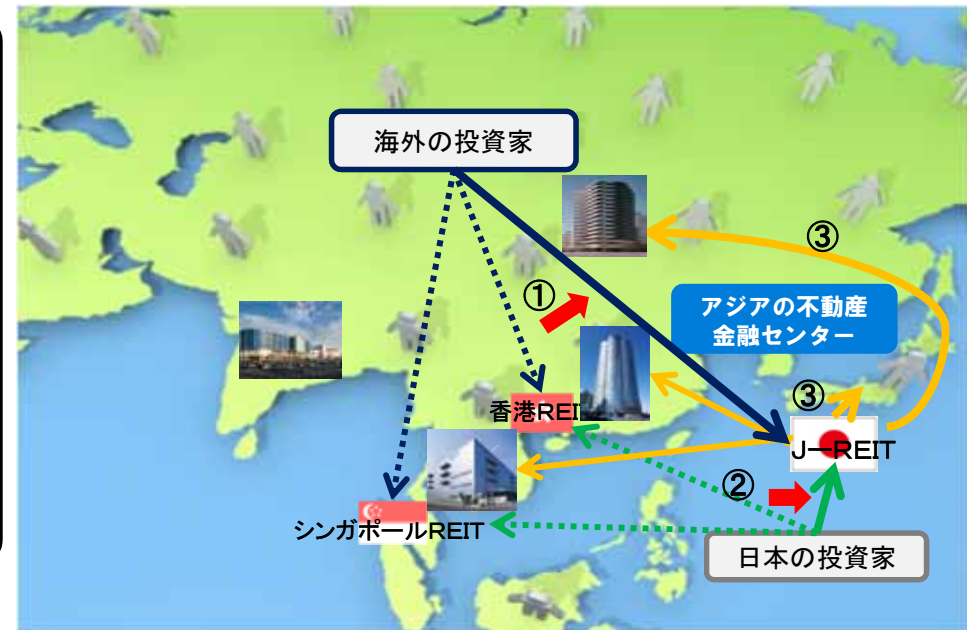 海外の投資家
③
①
アジアの不動産
金融センター
③
香港REI
J-REIT
②
シンガポールREIT
日本の投資家